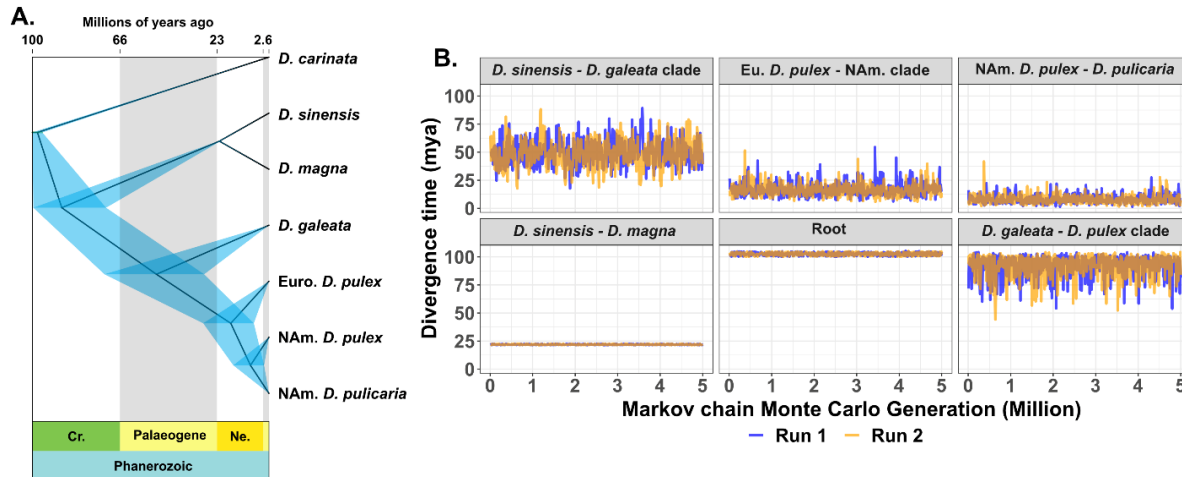 A.
Millions of years ago
100 66 23 2.6
D. carinata
D. sinensis
D. magna
D. galeata
Euro. D. pulex
NAm. D. pulex
NAm. D. pulicaria
Cr. Palaeogene Ne.
Phanerozoic
B.
D. sinensis - D. galeata clade
Eu. D. pulex - NAm. clade
NAm. D. pulex - D. pulicaria
D. sinensis - D. magna
Root
D. galeata - D. pulex clade
Divergence time (mya)
100
75
50
25
0
100
75
50
25
0
0 1 2 3 4 5
0 1 2 3 4 5
0 1 2 3 4 5
Markov chain Monte Carlo Generation (Million)
Run 1 Run 2